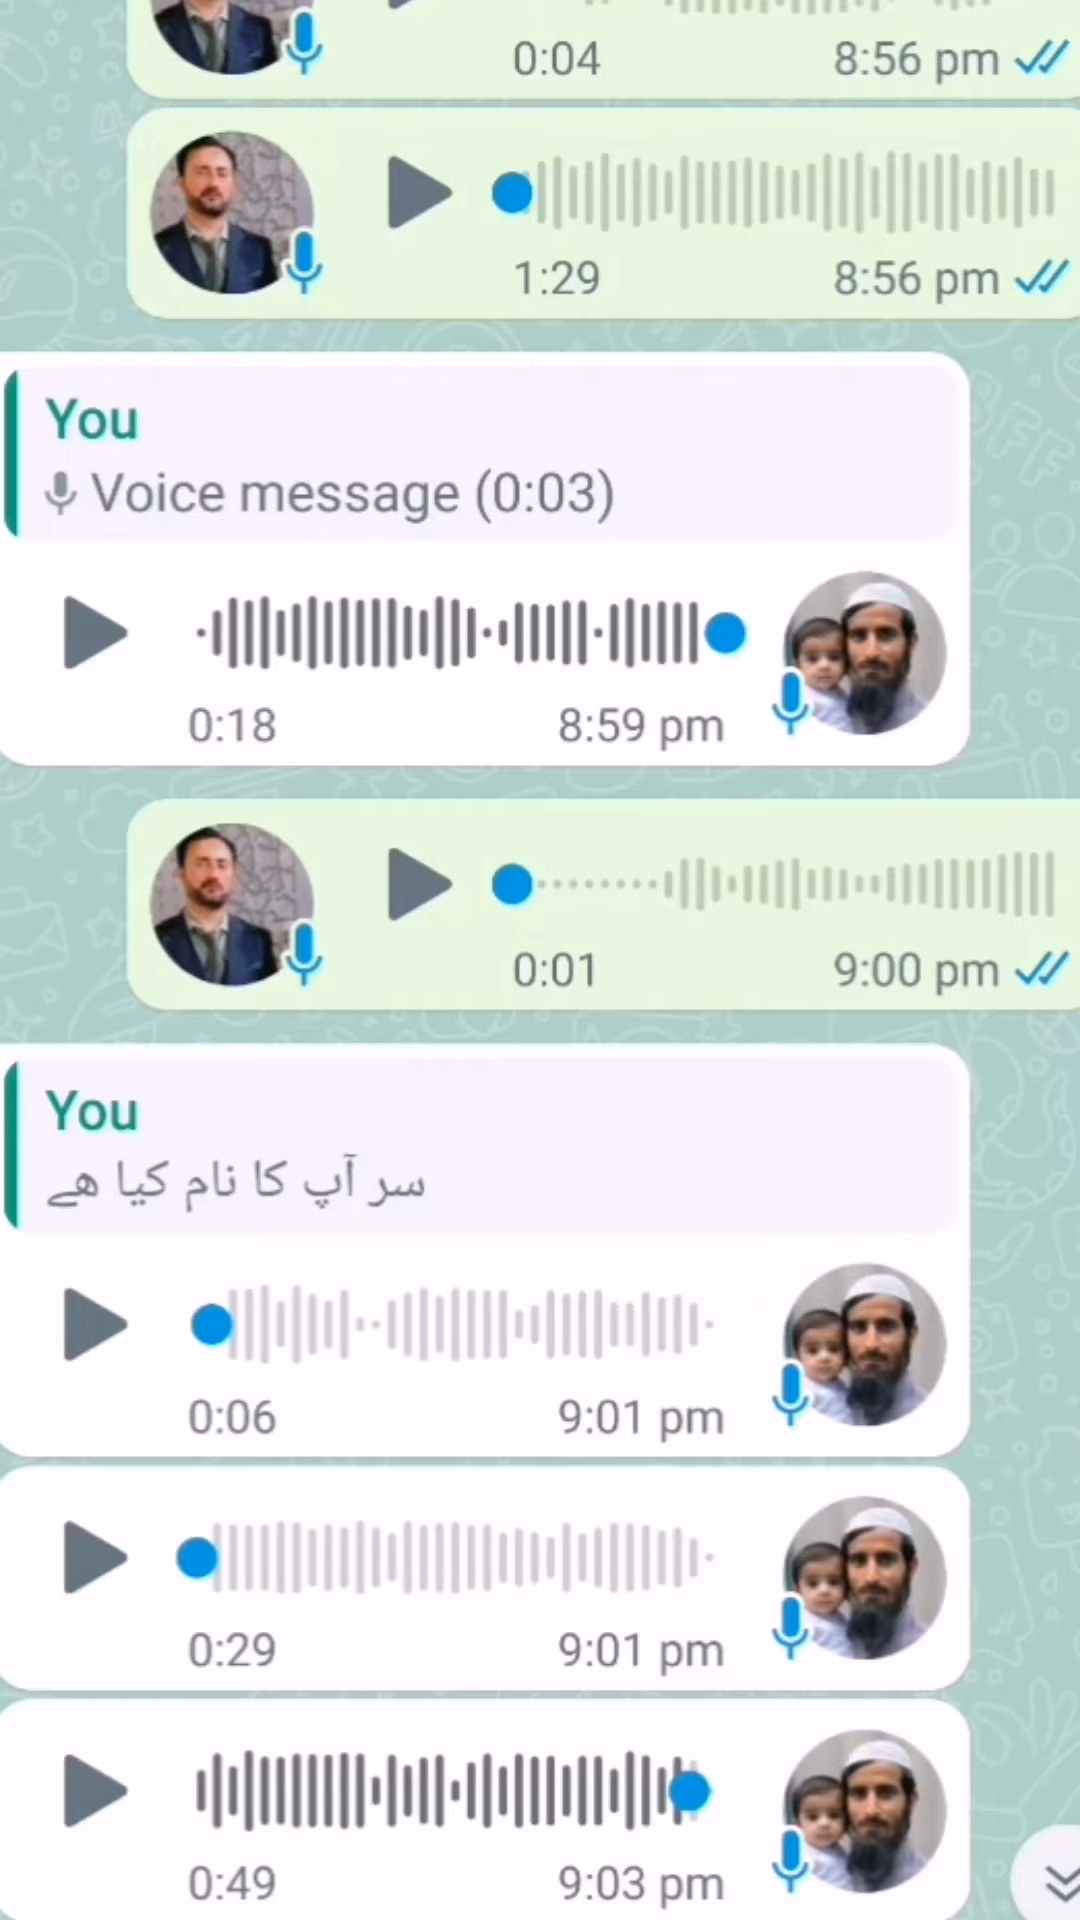 0:04 8:56 pm
1:29 8:56 pm
You
Voice message (0:03)
0:18 8:59 pm
0:01 9:00 pm
You
سر آپ کا نام کیا ھے
0:06 9:01 pm
0:29 9:01 pm
0:49 9:03 pm